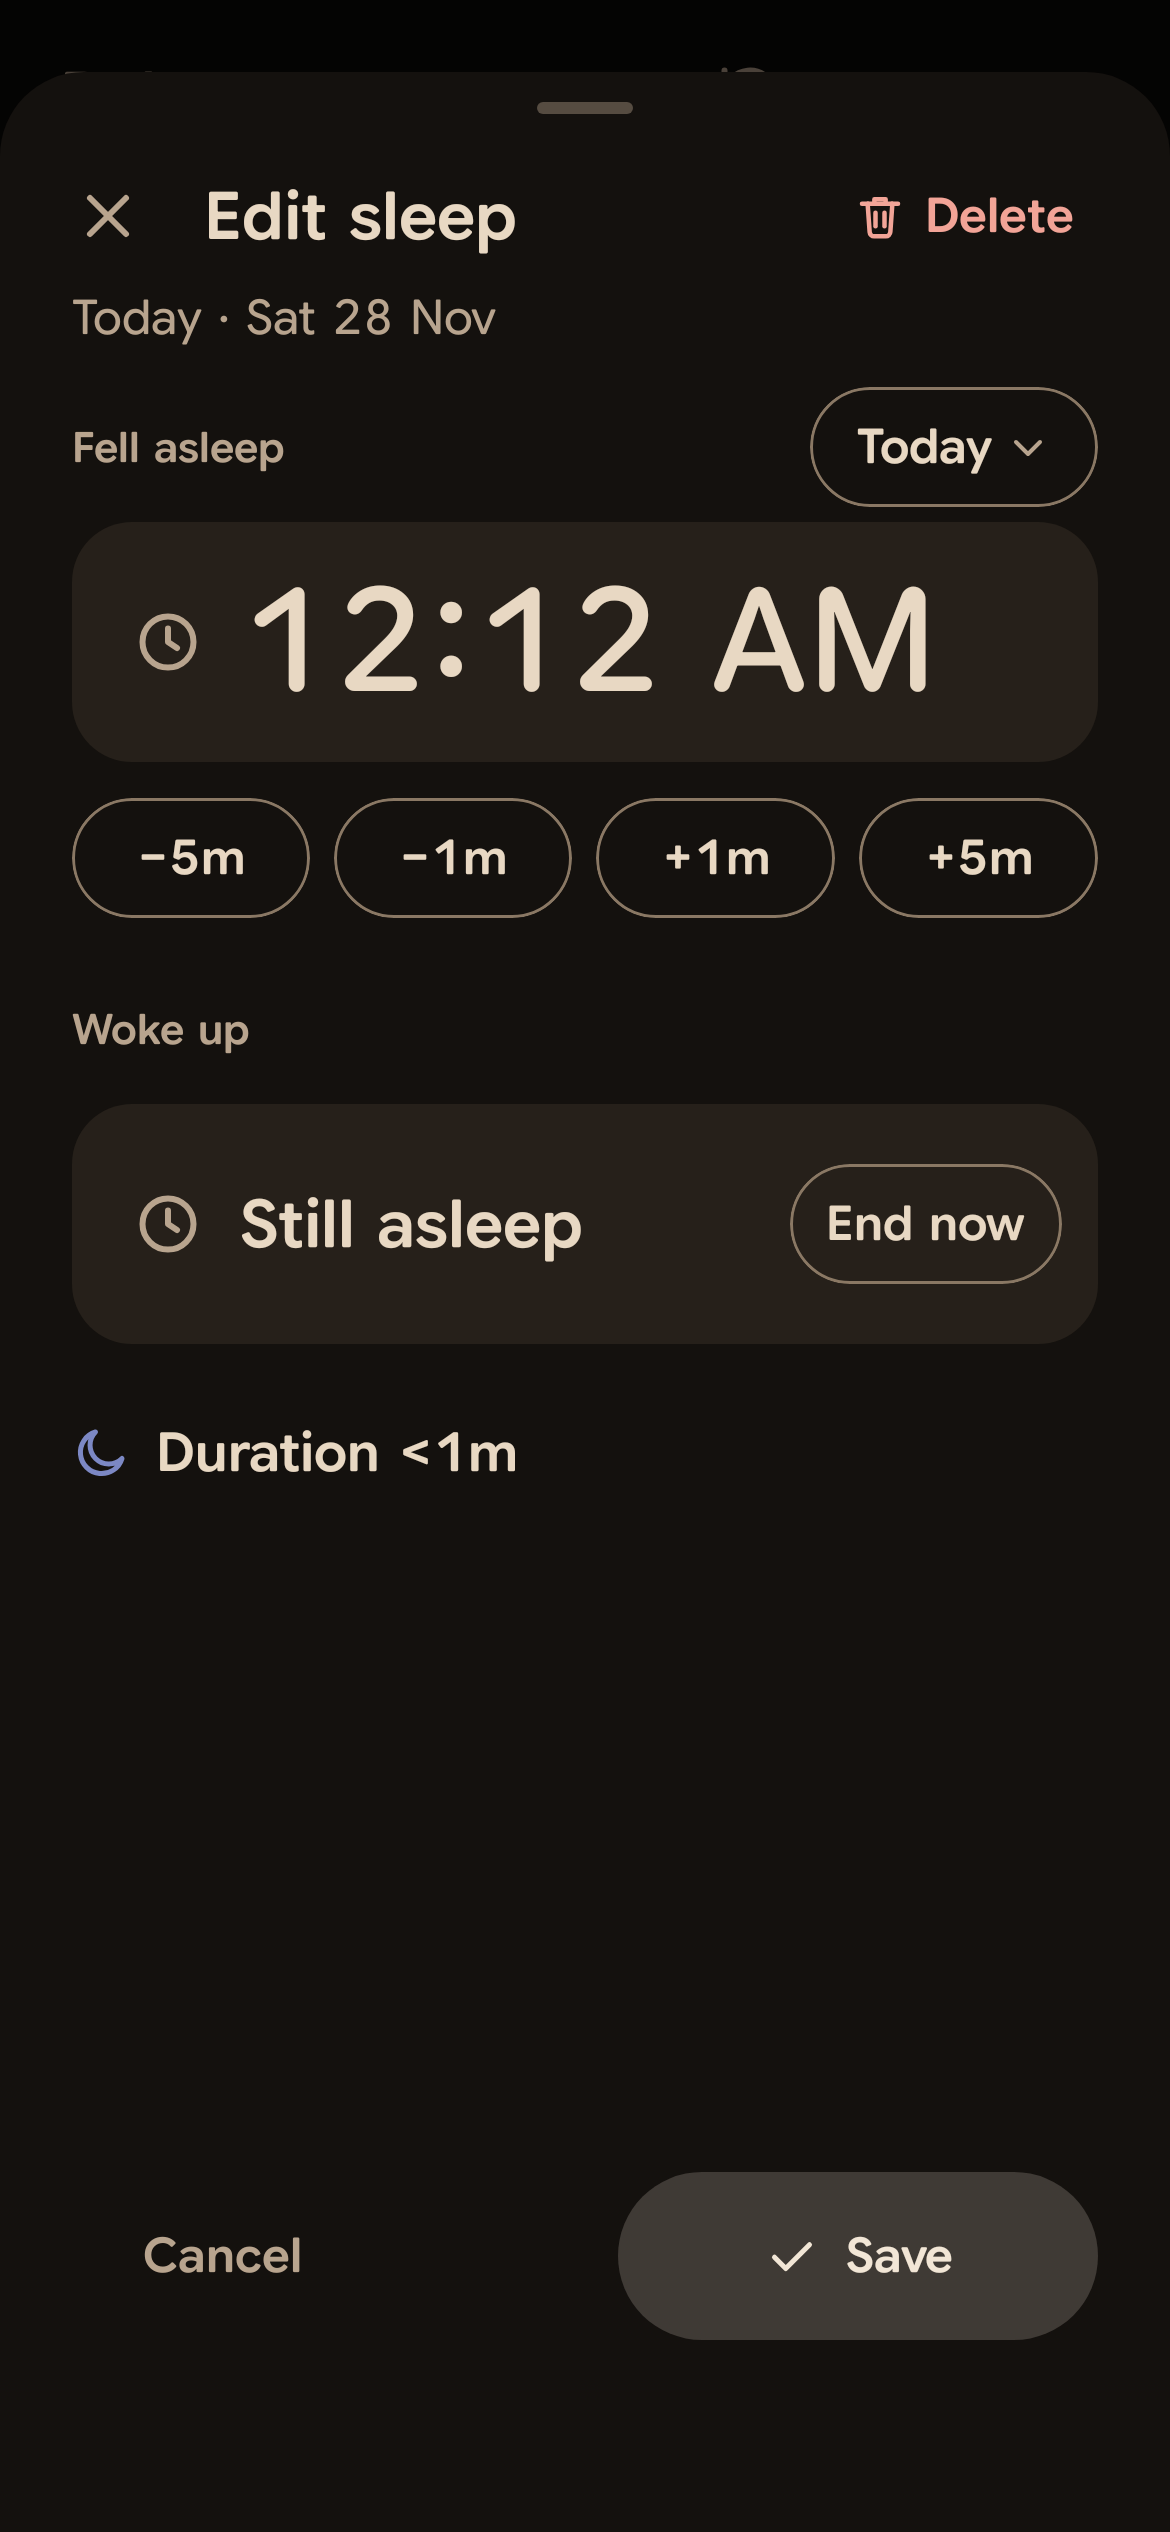 Edit sleep
Delete
Today · Sat 28 Nov
Fell asleep
Today
12:12 AM
−5m
−1m
+1m
+5m
Woke up
Still asleep
End now
Duration <1m
Cancel
Save